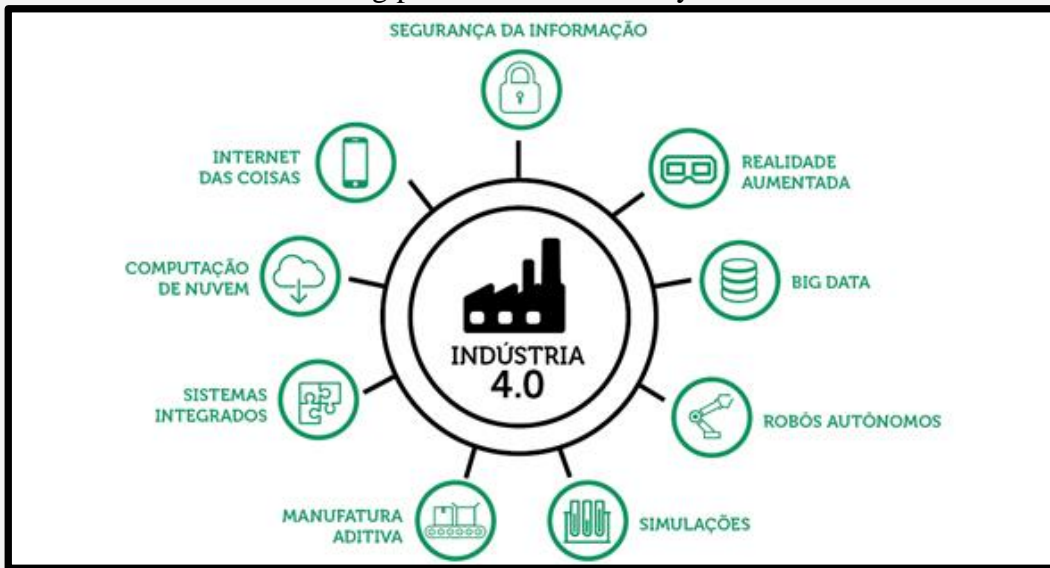 SEGURANÇA DA INFORMAÇÃO
INTERNET
DAS COISAS
REALIDADE
AUMENTADA
COMPUTAÇÃO
DE NUVEM
BIG DATA
INDÚSTRIA
4.0
SISTEMAS
INTEGRADOS
ROBÔS AUTÔNOMOS
MANUFATURA
ADITIVA
SIMULAÇÕES